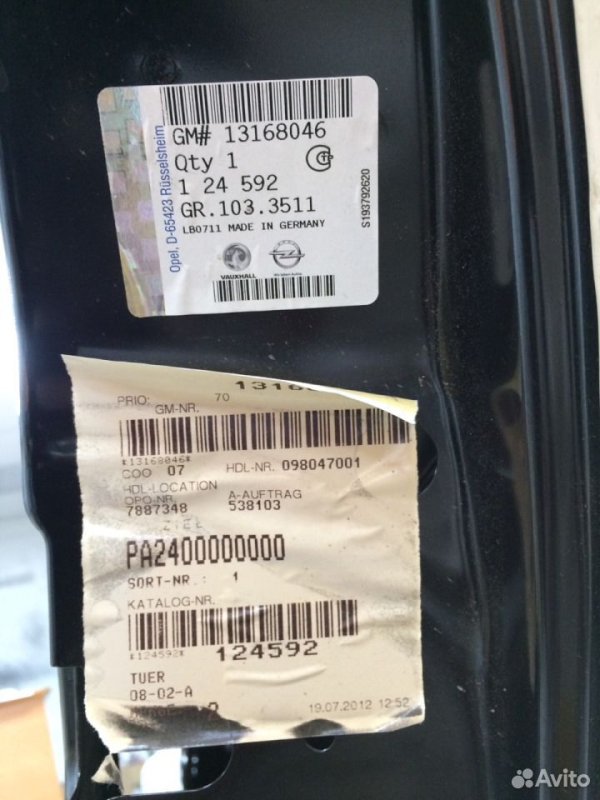 Opel, D-65423 Rüsselsheim
GM# 13168046
Qty 1
1 24 592
GR.103.3511
LB0711 MADE IN GERMANY
VAUXHALL
S193792620
PRIO: 70
GM-NR.
*13168046*
COO 07 HDL-NR. 098047001
HDL-LOCATION
OPO-NR. A-AUFTRAG
7887348 538103
PA2400000000
SORT-NR.: 1
KATALOG-NR.
*124592* 124592
TUER
08-02-A
19.07.2012 12:52
Avito